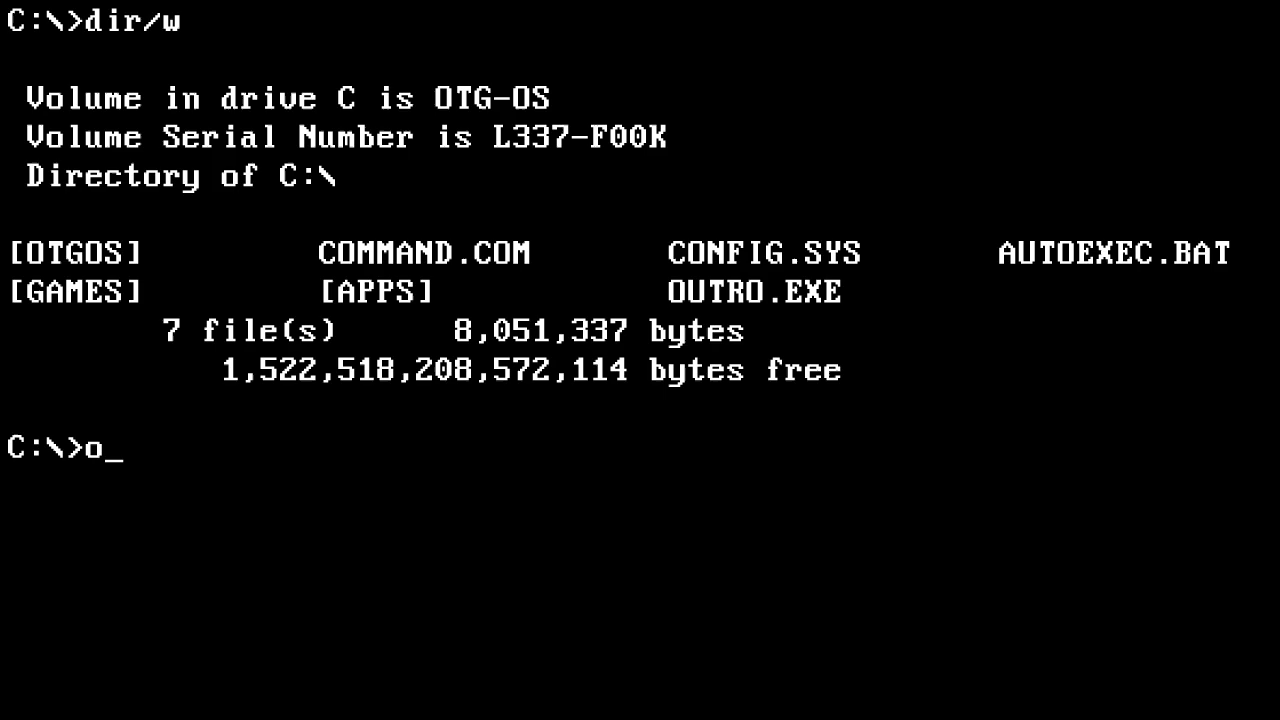 C:\>dir/w
Volume in drive C is OTG-OS
Volume Serial Number is L337-F00K
Directory of C:\
[OTGOS] COMMAND.COM CONFIG.SYS AUTOEXEC.BAT
[GAMES] [APPS] OUTRO.EXE
7 file(s) 8,051,337 bytes
1,522,518,208,572,114 bytes free
C:\>o_